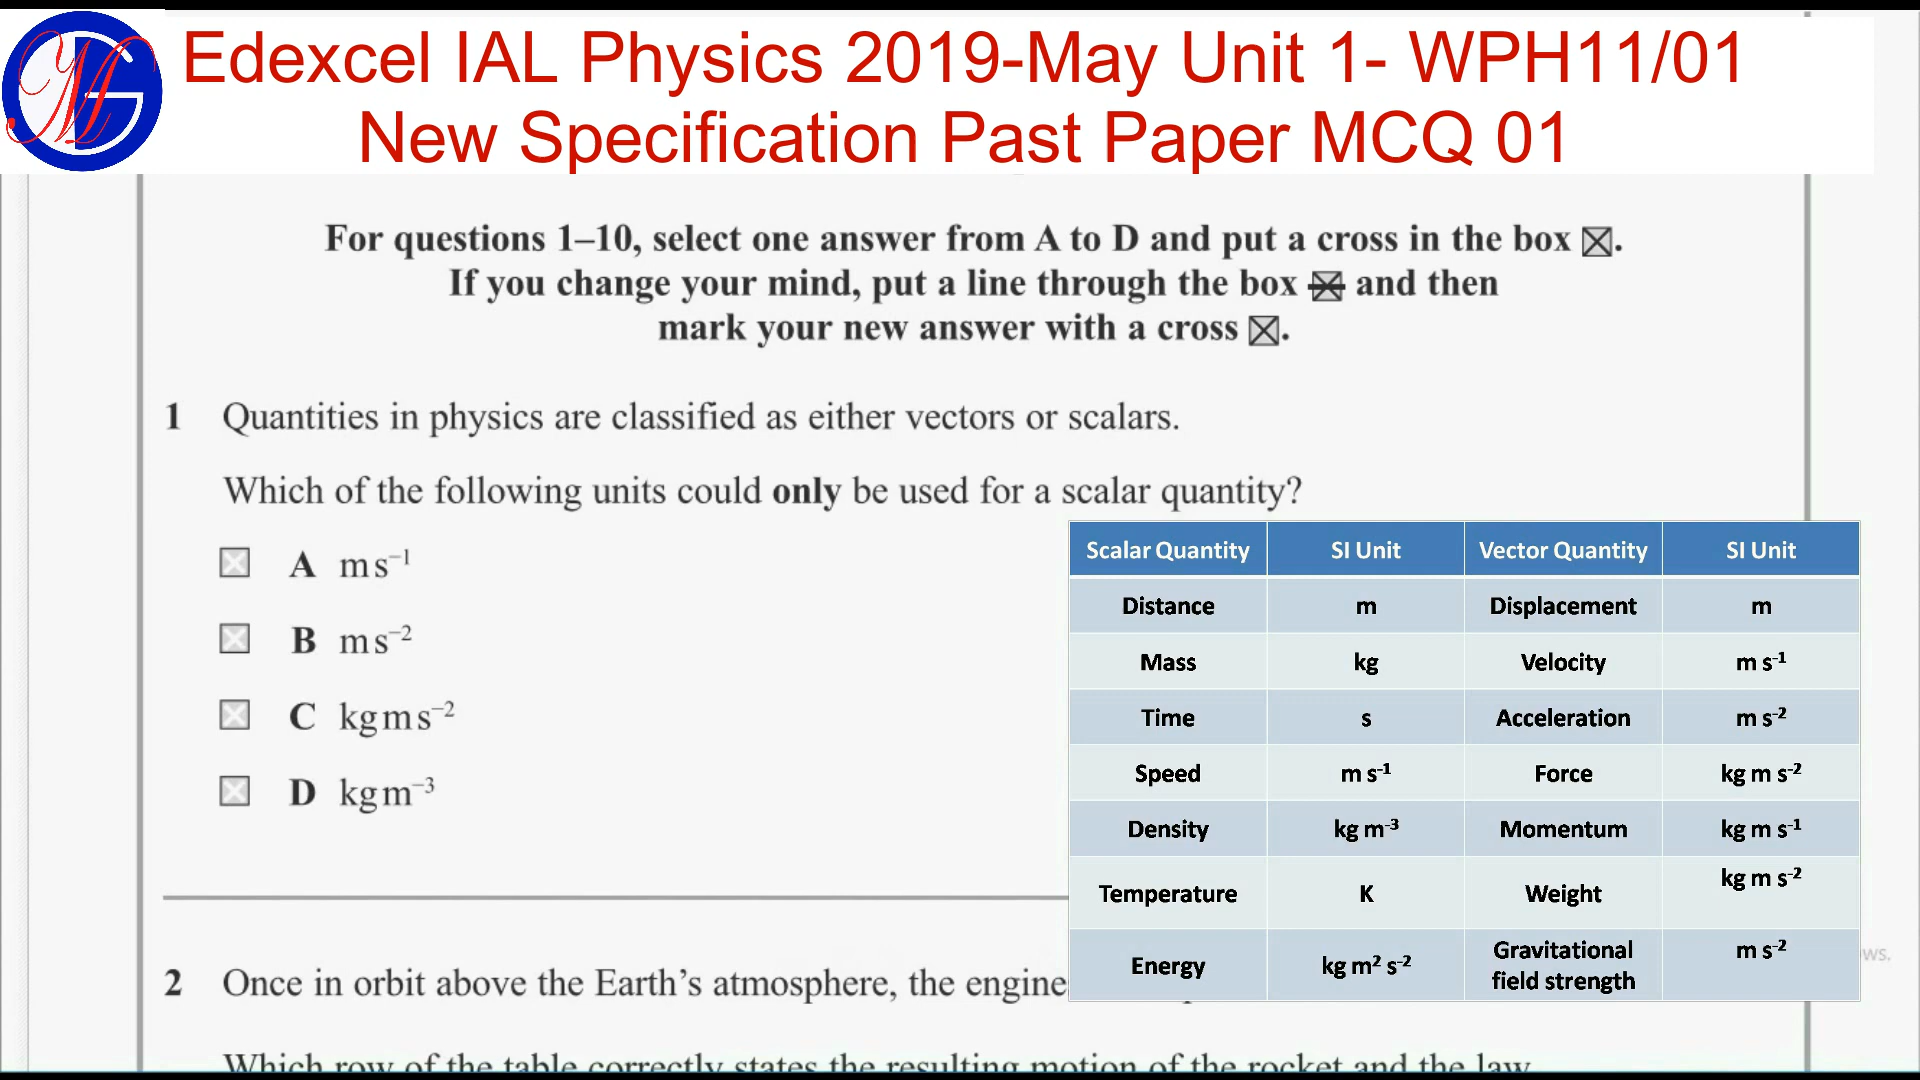 Edexcel IAL Physics 2019-May Unit 1- WPH11/01
New Specification Past Paper MCQ 01
For questions 1–10, select one answer from A to D and put a cross in the box ☒.
If you change your mind, put a line through the box and then
mark your new answer with a cross ☒.
1 Quantities in physics are classified as either vectors or scalars.
Which of the following units could only be used for a scalar quantity?
A m s⁻¹
B m s⁻²
C kg m s⁻²
D kg m⁻³
Scalar Quantity SI Unit Vector Quantity SI Unit
Distance m Displacement m
Mass kg Velocity m s⁻¹
Time s Acceleration m s⁻²
Speed m s⁻¹ Force kg m s⁻²
Density kg m⁻³ Momentum kg m s⁻¹
Temperature K Weight kg m s⁻²
Energy kg m² s⁻² Gravitational field strength m s⁻²
2 Once in orbit above the Earth’s atmosphere, the engine
Which row of the table correctly states the resulting motion of the rocket and the law